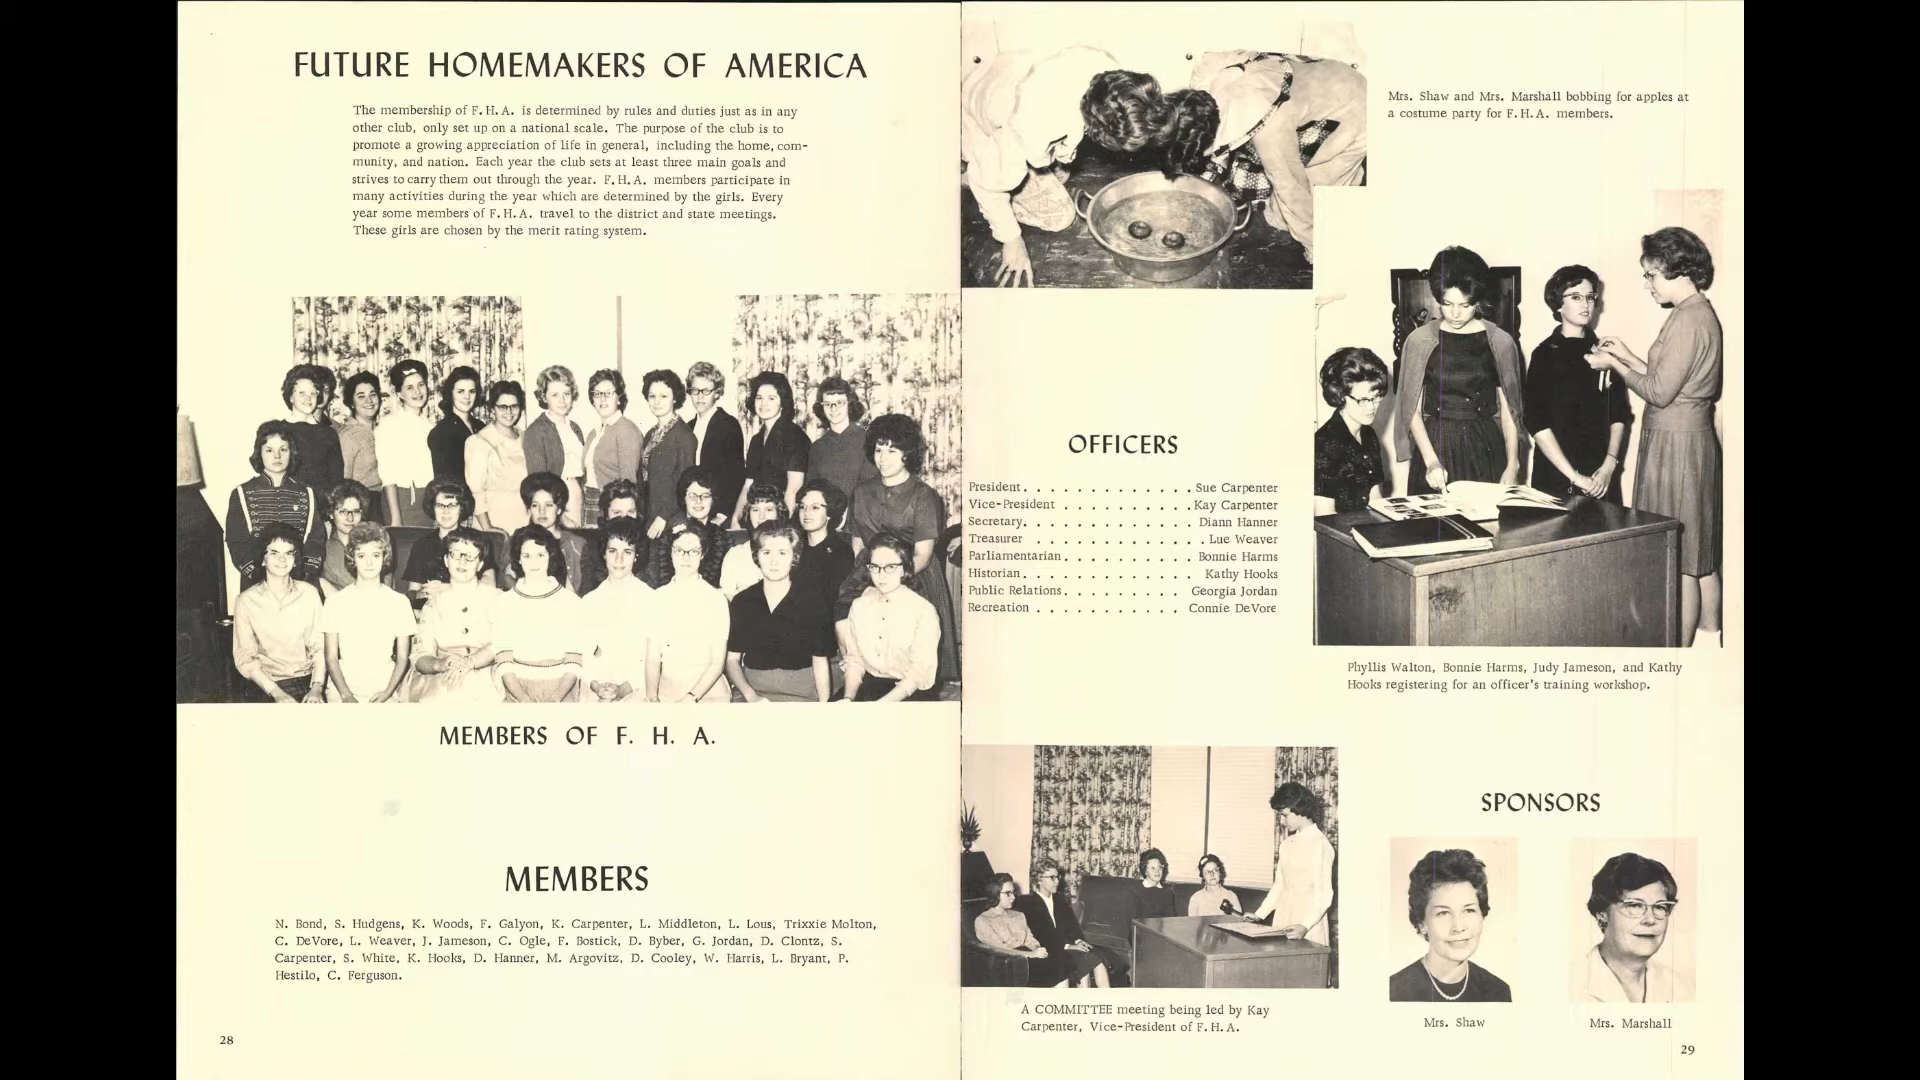 FUTURE HOMEMAKERS OF AMERICA
The membership of F. H. A. is determined by rules and duties just as in any
other club, only set up on a national scale. The purpose of the club is to
promote a growing appreciation of life in general, including the home, com-
munity, and nation. Each year the club sets at least three main goals and
strives to carry them out through the year. F. H. A. members participate in
many activities during the year which are determined by the girls. Every
year some members of F. H. A. travel to the district and state meetings.
These girls are chosen by the merit rating system.
MEMBERS OF F. H. A.
MEMBERS
N. Bond, S. Hudgens, K. Woods, F. Galyon, K. Carpenter, L. Middleton, L. Lous, Trixxie Molton,
C. DeVore, L. Weaver, J. Jameson, C. Ogle, F. Bostick, D. Byber, G. Jordan, D. Clontz, S.
Carpenter, S. White, K. Hooks, D. Hanner, M. Argovitz, D. Cooley, W. Harris, L. Bryant, P.
Hestilo, C. Ferguson.
28
Mrs. Shaw and Mrs. Marshall bobbing for apples at
a costume party for F. H. A. members.
OFFICERS
President. . . . . . . . . . . . . Sue Carpenter
Vice-President . . . . . . . . . . Kay Carpenter
Secretary. . . . . . . . . . . . . Diann Hanner
Treasurer . . . . . . . . . . . . . Lue Weaver
Parliamentarian . . . . . . . . . . Bonnie Harms
Historian. . . . . . . . . . . . . Kathy Hooks
Public Relations. . . . . . . . . Georgia Jordan
Recreation . . . . . . . . . . . Connie DeVore
Phyllis Walton, Bonnie Harms, Judy Jameson, and Kathy
Hooks registering for an officer's training workshop.
A COMMITTEE meeting being led by Kay
Carpenter, Vice-President of F. H. A.
SPONSORS
Mrs. Shaw
Mrs. Marshall
29